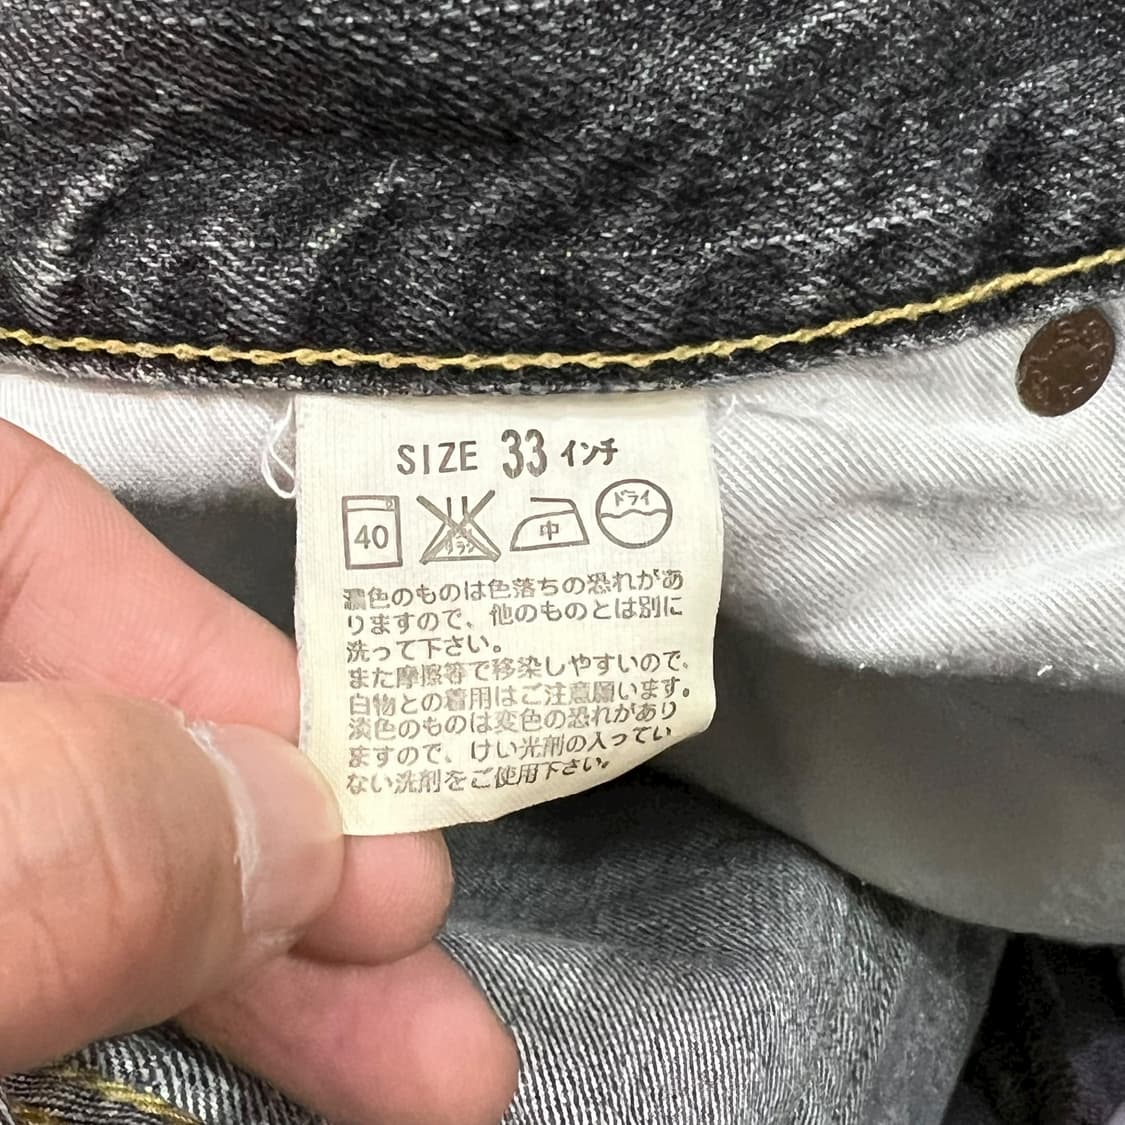 SIZE 33 インチ
40 中 ドライ
濃色のものは色落ちの恐れがあ
りますので、他のものとは別に
洗って下さい。
また摩擦等で移染しやすいので、
白物との着用はご注意願います。
淡色のものは変色の恐れがあり
ますので、けい光剤の入ってい
ない洗剤をご使用下さい。